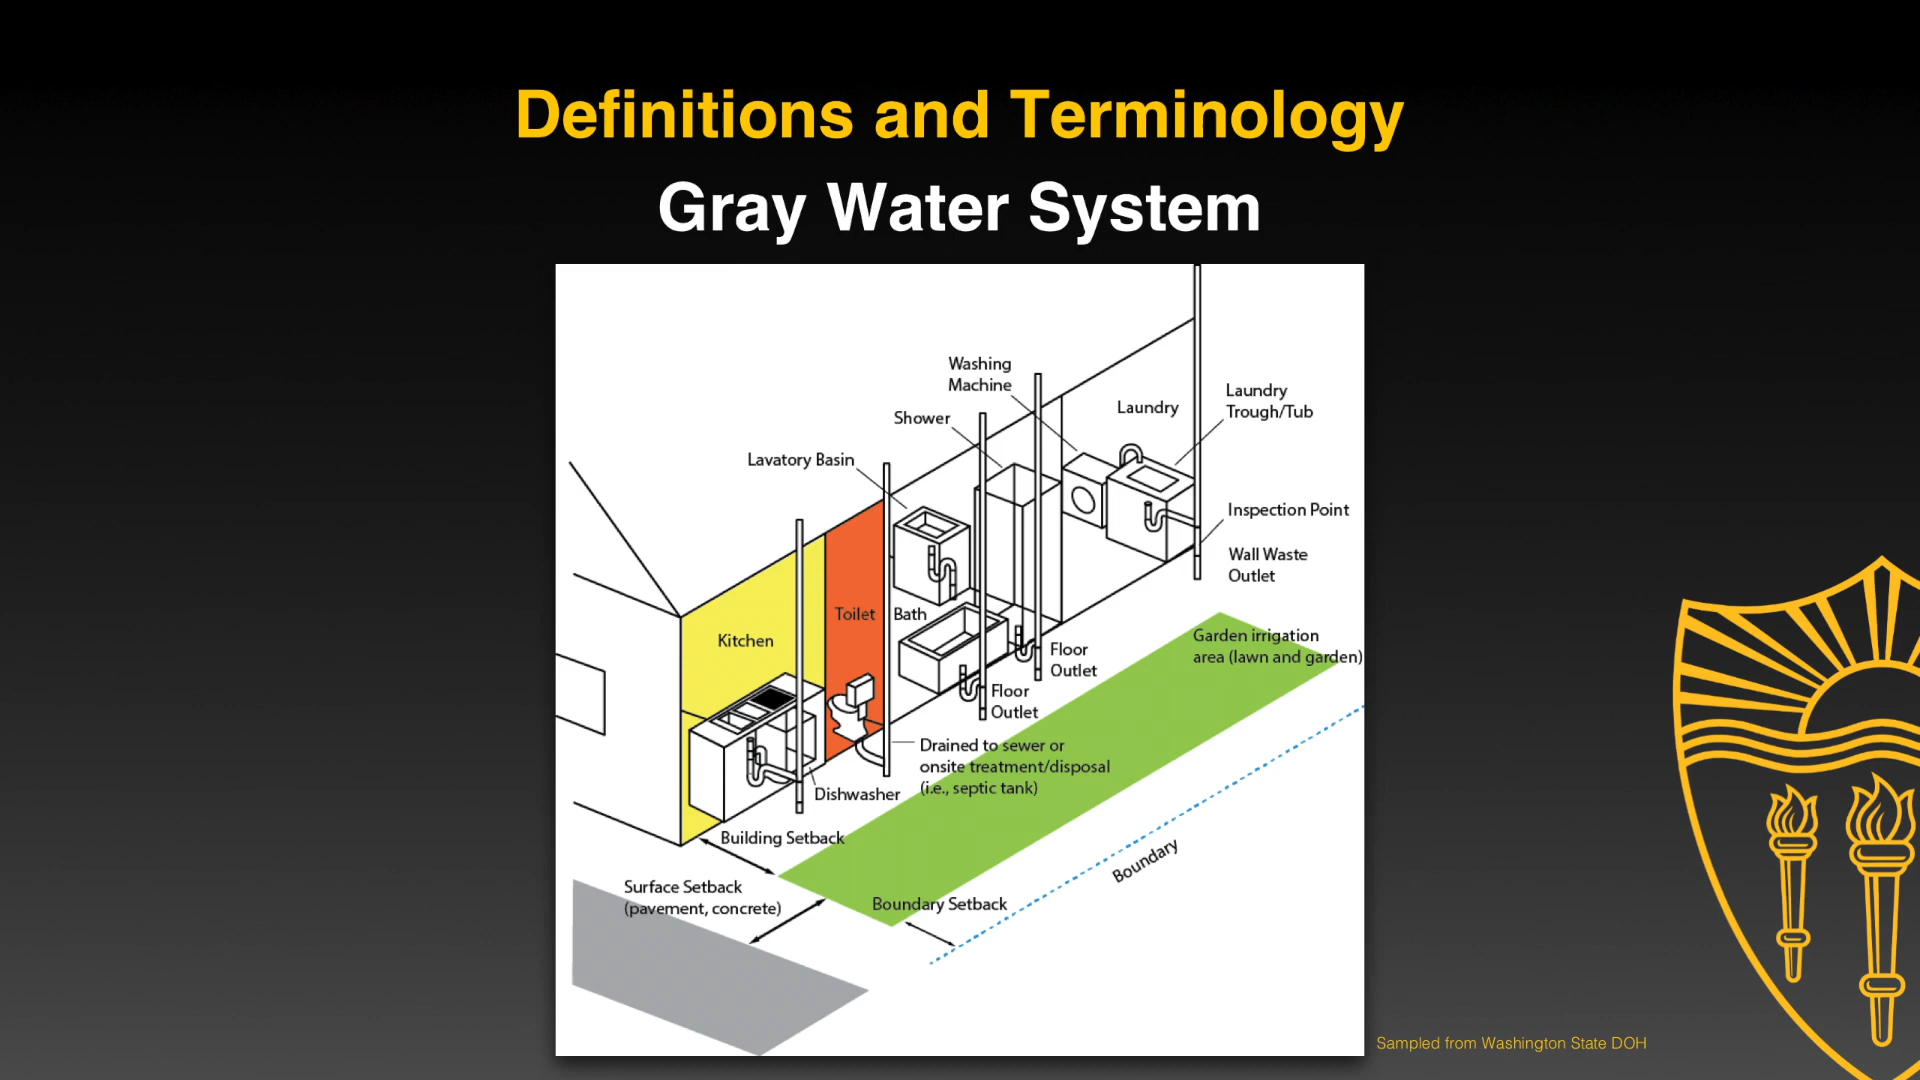 Definitions and Terminology
Gray Water System
Washing
Machine
Shower
Lavatory Basin
Laundry
Laundry
Trough/Tub
Inspection Point
Wall Waste
Outlet
Kitchen
Toilet
Bath
Floor
Outlet
Floor
Outlet
Garden irrigation
area (lawn and garden)
Drained to sewer or
onsite treatment/disposal
(i.e., septic tank)
Dishwasher
Building Setback
Surface Setback
(pavement, concrete)
Boundary Setback
Boundary
Sampled from Washington State DOH